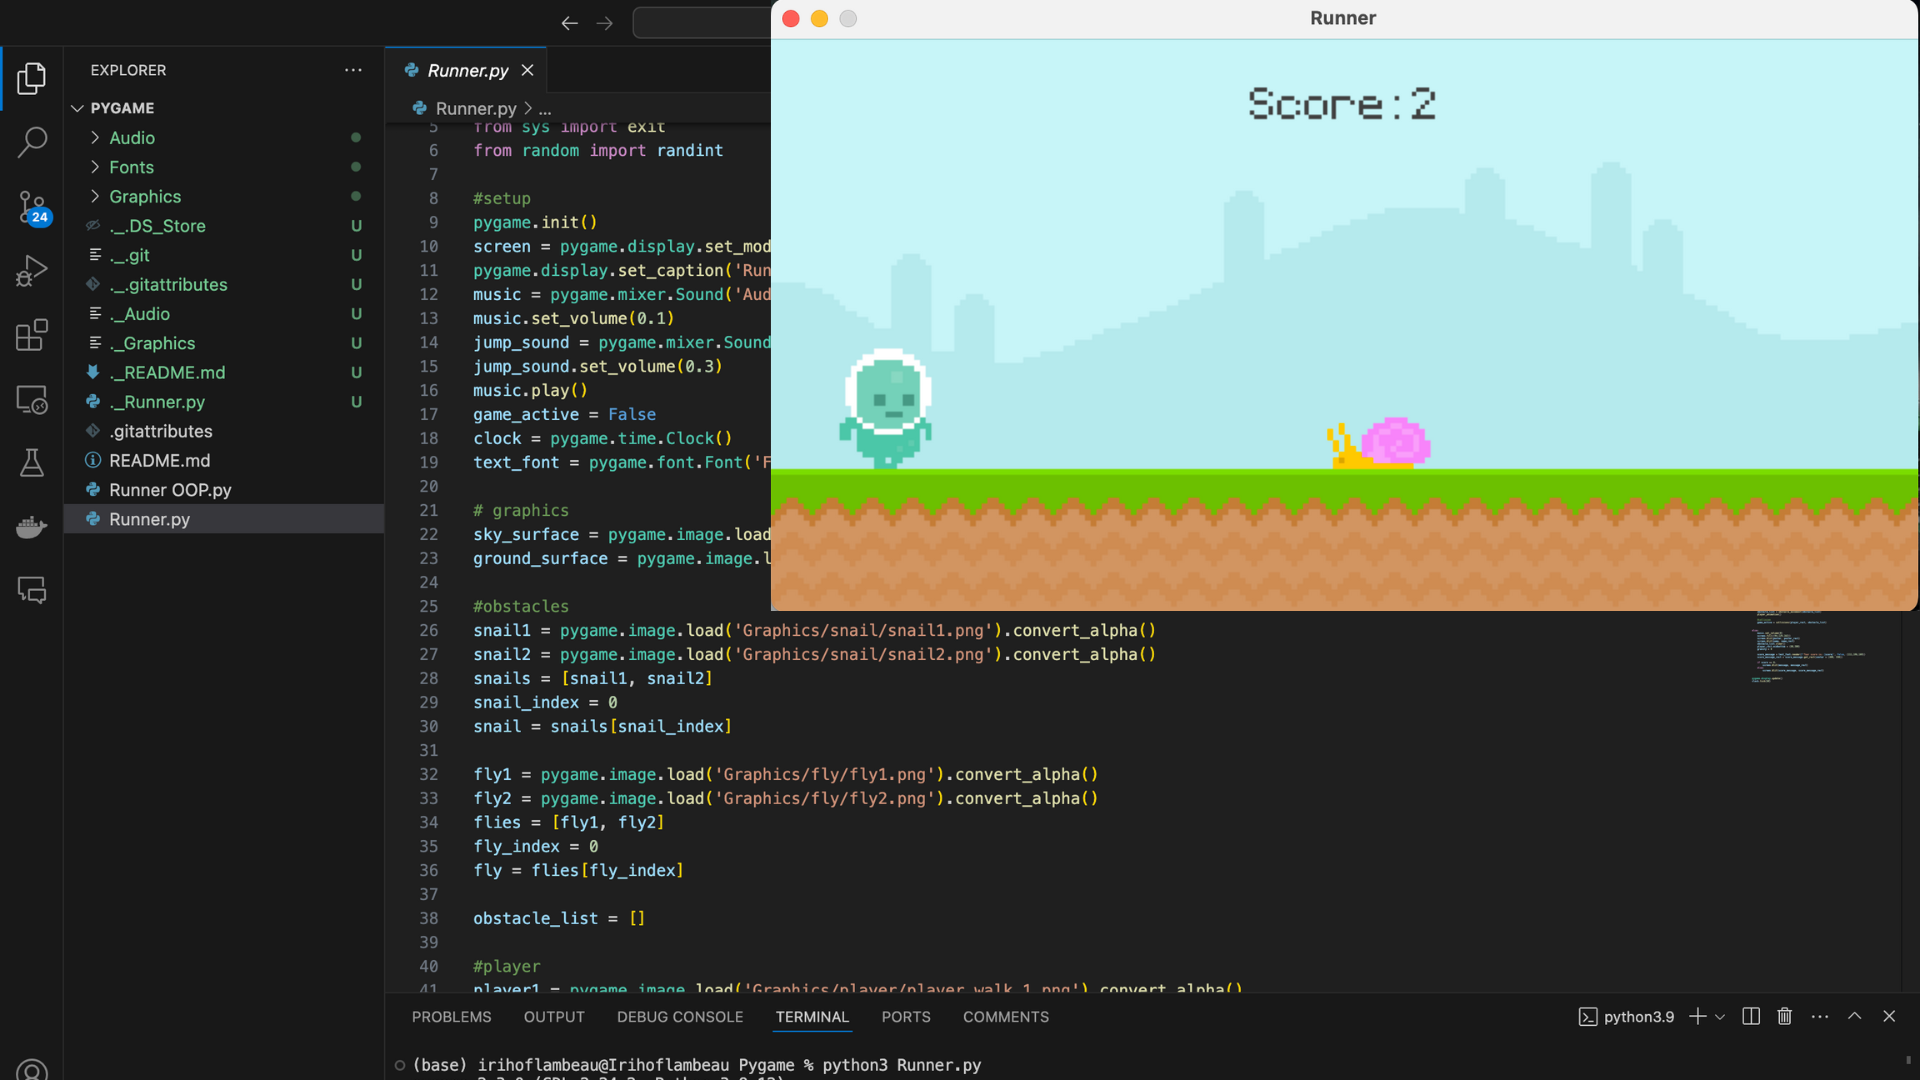 EXPLORER
PYGAME
Audio
Fonts
Graphics
._.DS_Store U
._.git U
._.gitattributes U
._Audio U
._Graphics U
._README.md U
._Runner.py U
.gitattributes
README.md
Runner OOP.py
Runner.py
24
Runner.py
Runner.py > ...
5 from sys import exit
6 from random import randint
7
8 #setup
9 pygame.init()
10 screen = pygame.display.set_mod
11 pygame.display.set_caption('Run
12 music = pygame.mixer.Sound('Aud
13 music.set_volume(0.1)
14 jump_sound = pygame.mixer.Sound
15 jump_sound.set_volume(0.3)
16 music.play()
17 game_active = False
18 clock = pygame.time.Clock()
19 text_font = pygame.font.Font('F
20
21 # graphics
22 sky_surface = pygame.image.load
23 ground_surface = pygame.image.l
24
25 #obstacles
26 snail1 = pygame.image.load('Graphics/snail/snail1.png').convert_alpha()
27 snail2 = pygame.image.load('Graphics/snail/snail2.png').convert_alpha()
28 snails = [snail1, snail2]
29 snail_index = 0
30 snail = snails[snail_index]
31
32 fly1 = pygame.image.load('Graphics/fly/fly1.png').convert_alpha()
33 fly2 = pygame.image.load('Graphics/fly/fly2.png').convert_alpha()
34 flies = [fly1, fly2]
35 fly_index = 0
36 fly = flies[fly_index]
37
38 obstacle_list = []
39
40 #player
41 player1 = pygame.image.load('Graphics/player/player_walk_1.png').convert_alpha()
Runner
Score:2
PROBLEMS OUTPUT DEBUG CONSOLE TERMINAL PORTS COMMENTS
python3.9
(base) irihoflambeau@Irihoflambeau Pygame % python3 Runner.py